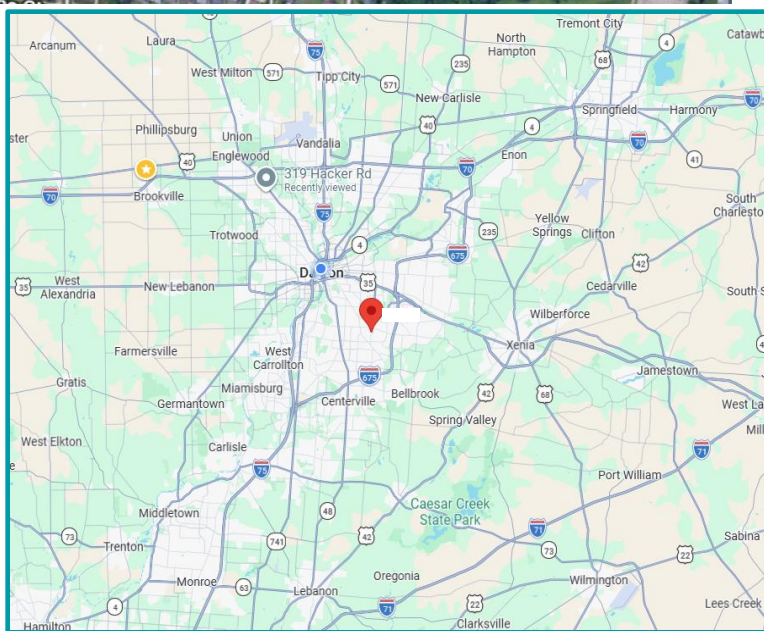 Tremont City
Arcanum
Laura
North
Hampton
4
Catawb
75
235
68
West Milton
571
Tipp City
571
New Carlisle
Springfield
Harmony
70
40
Phillipsburg
Union
Vandalia
4
70
ster
40
Englewood
Enon
41
319 Hacker Rd
Recently viewed
70
70
Brookville
South
Charlesto
75
Yellow
Springs
Clifton
235
Trotwood
4
675
42
35
West
Alexandria
New Lebanon
35
Cedarville
South S
Wilberforce
Farmersville
West
Carrollton
Xenia
4
675
Jamestown
Gratis
Miamisburg
Bellbrook
42
68
Germantown
Centerville
West La
Spring Valley
Mil
West Elkton
71
Carlisle
75
Port William
Caesar Creek
State Park
Middletown
48
71
73
42
73
Sabina
Trenton
741
22
Oregonia
Wilmington
Monroe
63
Lebanon
4
71
22
Lees Creek
Hamilton
Clarksville